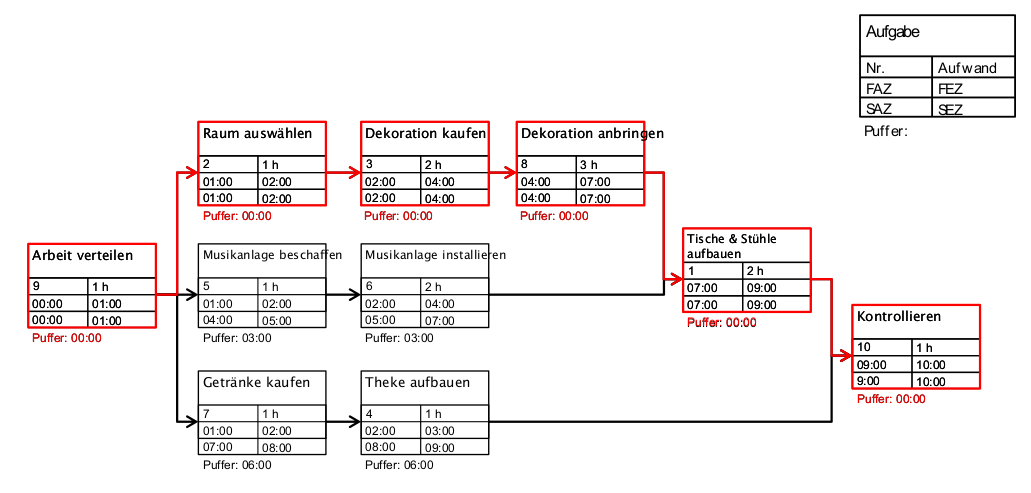 Aufgabe
Nr. Aufwand
FAZ FEZ
SAZ SEZ
Puffer:
Raum auswählen
2 1 h
01:00 02:00
01:00 02:00
Puffer: 00:00
Dekoration kaufen
3 2 h
02:00 04:00
02:00 04:00
Puffer: 00:00
Dekoration anbringen
8 3 h
04:00 07:00
04:00 07:00
Puffer: 00:00
Arbeit verteilen
9 1 h
00:00 01:00
00:00 01:00
Puffer: 00:00
Musikanlage beschaffen
5 1 h
01:00 02:00
04:00 05:00
Puffer: 03:00
Musikanlage installieren
6 2 h
02:00 04:00
05:00 07:00
Puffer: 03:00
Tische & Stühle
aufbauen
1 2 h
07:00 09:00
07:00 09:00
Puffer: 00:00
Kontrollieren
10 1 h
09:00 10:00
9:00 10:00
Puffer: 00:00
Getränke kaufen
7 1 h
01:00 02:00
07:00 08:00
Puffer: 06:00
Theke aufbauen
4 1 h
02:00 03:00
08:00 09:00
Puffer: 06:00